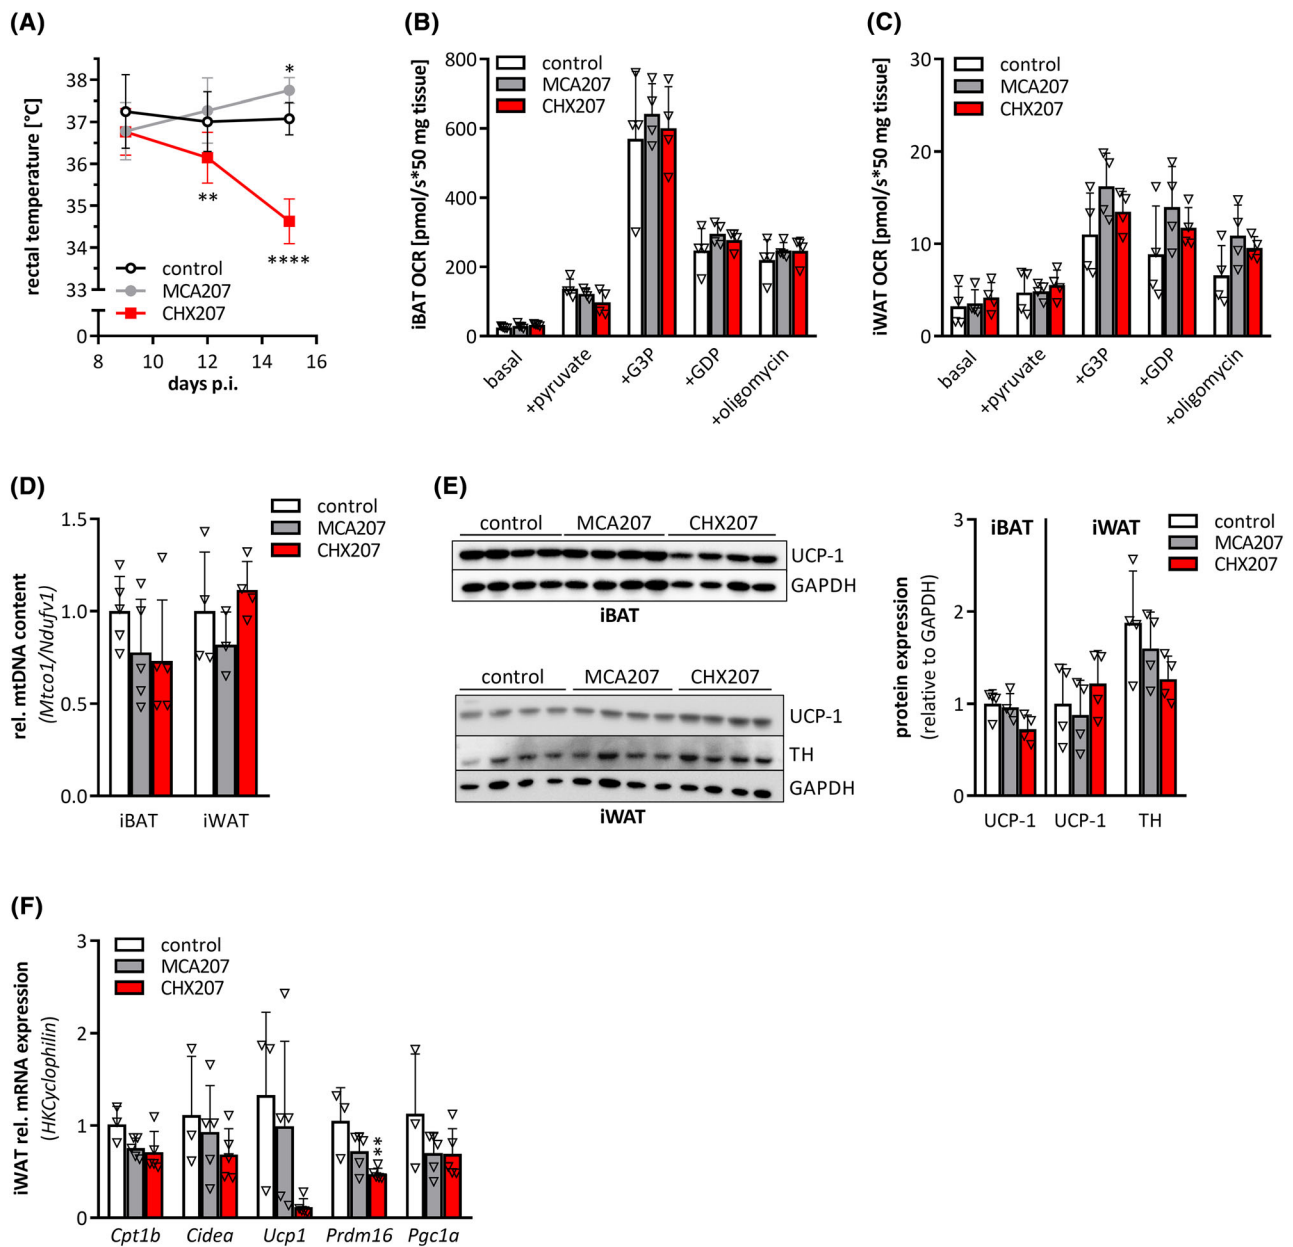 (A)
rectal temperature [°C]
38
37
36
35
34
33
0
*
**
****
control
MCA207
CHX207
8
10
12
14
16
days p.i.
(B)
iBAT OCR [pmol/s*50 mg tissue]
800
600
400
200
0
control
MCA207
CHX207
basal
+pyruvate
+G3P
+GDP
+oligomycin
(C)
iWAT OCR [pmol/s*50 mg tissue]
30
20
10
0
control
MCA207
CHX207
basal
+pyruvate
+G3P
+GDP
+oligomycin
(D)
rel. mtDNA content
(Mtco1/Ndufv1)
1.5
1.0
0.5
0.0
control
MCA207
CHX207
iBAT
iWAT
(E)
control
MCA207
CHX207
UCP-1
GAPDH
iBAT
control
MCA207
CHX207
UCP-1
TH
GAPDH
iWAT
protein expression
(relative to GAPDH)
3
2
1
0
iBAT
iWAT
control
MCA207
CHX207
UCP-1
UCP-1
TH
(F)
iWAT rel. mRNA expression
(HKCyclophilin)
3
2
1
0
control
MCA207
CHX207
**
Cpt1b
Cidea
Ucp1
Prdm16
Pgc1a